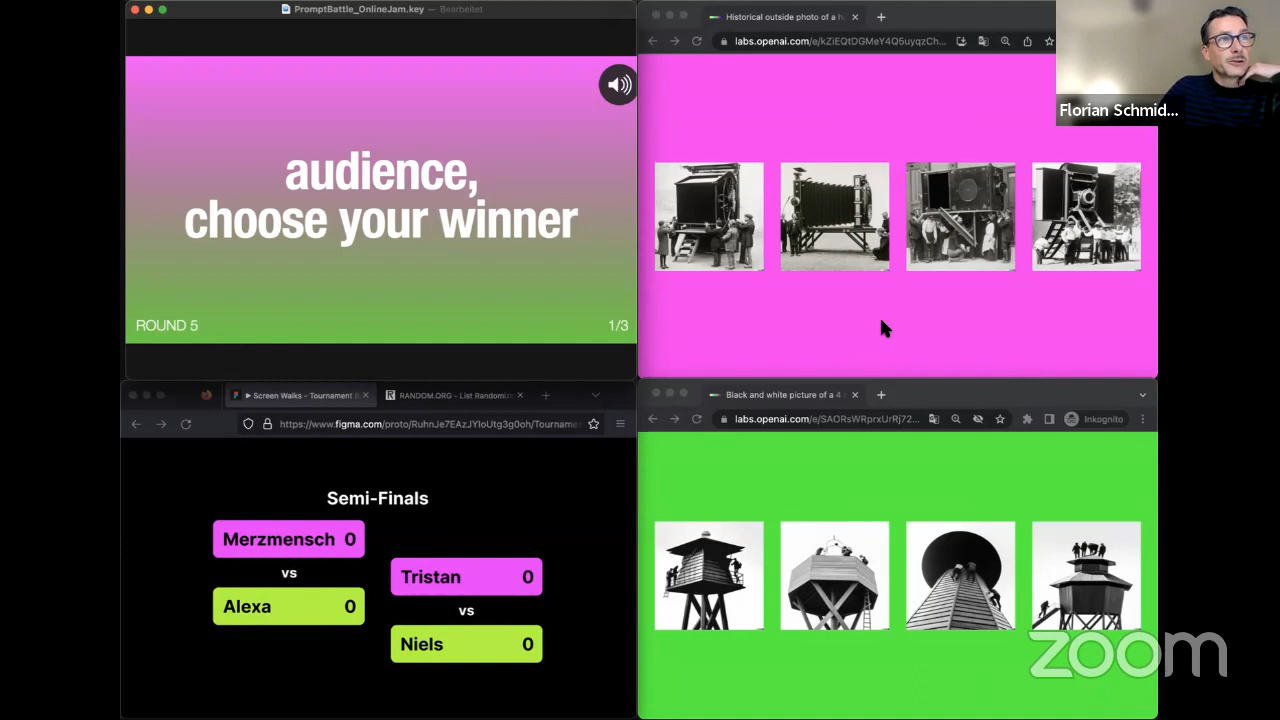 PromptBattle_OnlineJam.key — Bearbeitet
audience,
choose your winner
ROUND 5
1/3
Historical outside photo of a h
labs.openai.com/e/kZiEQtDGMeY4Q5uyqzCh...
Florian Schmid...
Screen Walks - Tournament
RANDOM.ORG - List Randomiz
https://www.figma.com/proto/RuhnJe7EAzJYIoUtg3g0oh/Tourname
Semi-Finals
Merzmensch 0
vs
Alexa 0
Tristan 0
vs
Niels 0
Black and white picture of a 4
labs.openai.com/e/SAORsWRprxUrRj72...
Inkognito
zoom